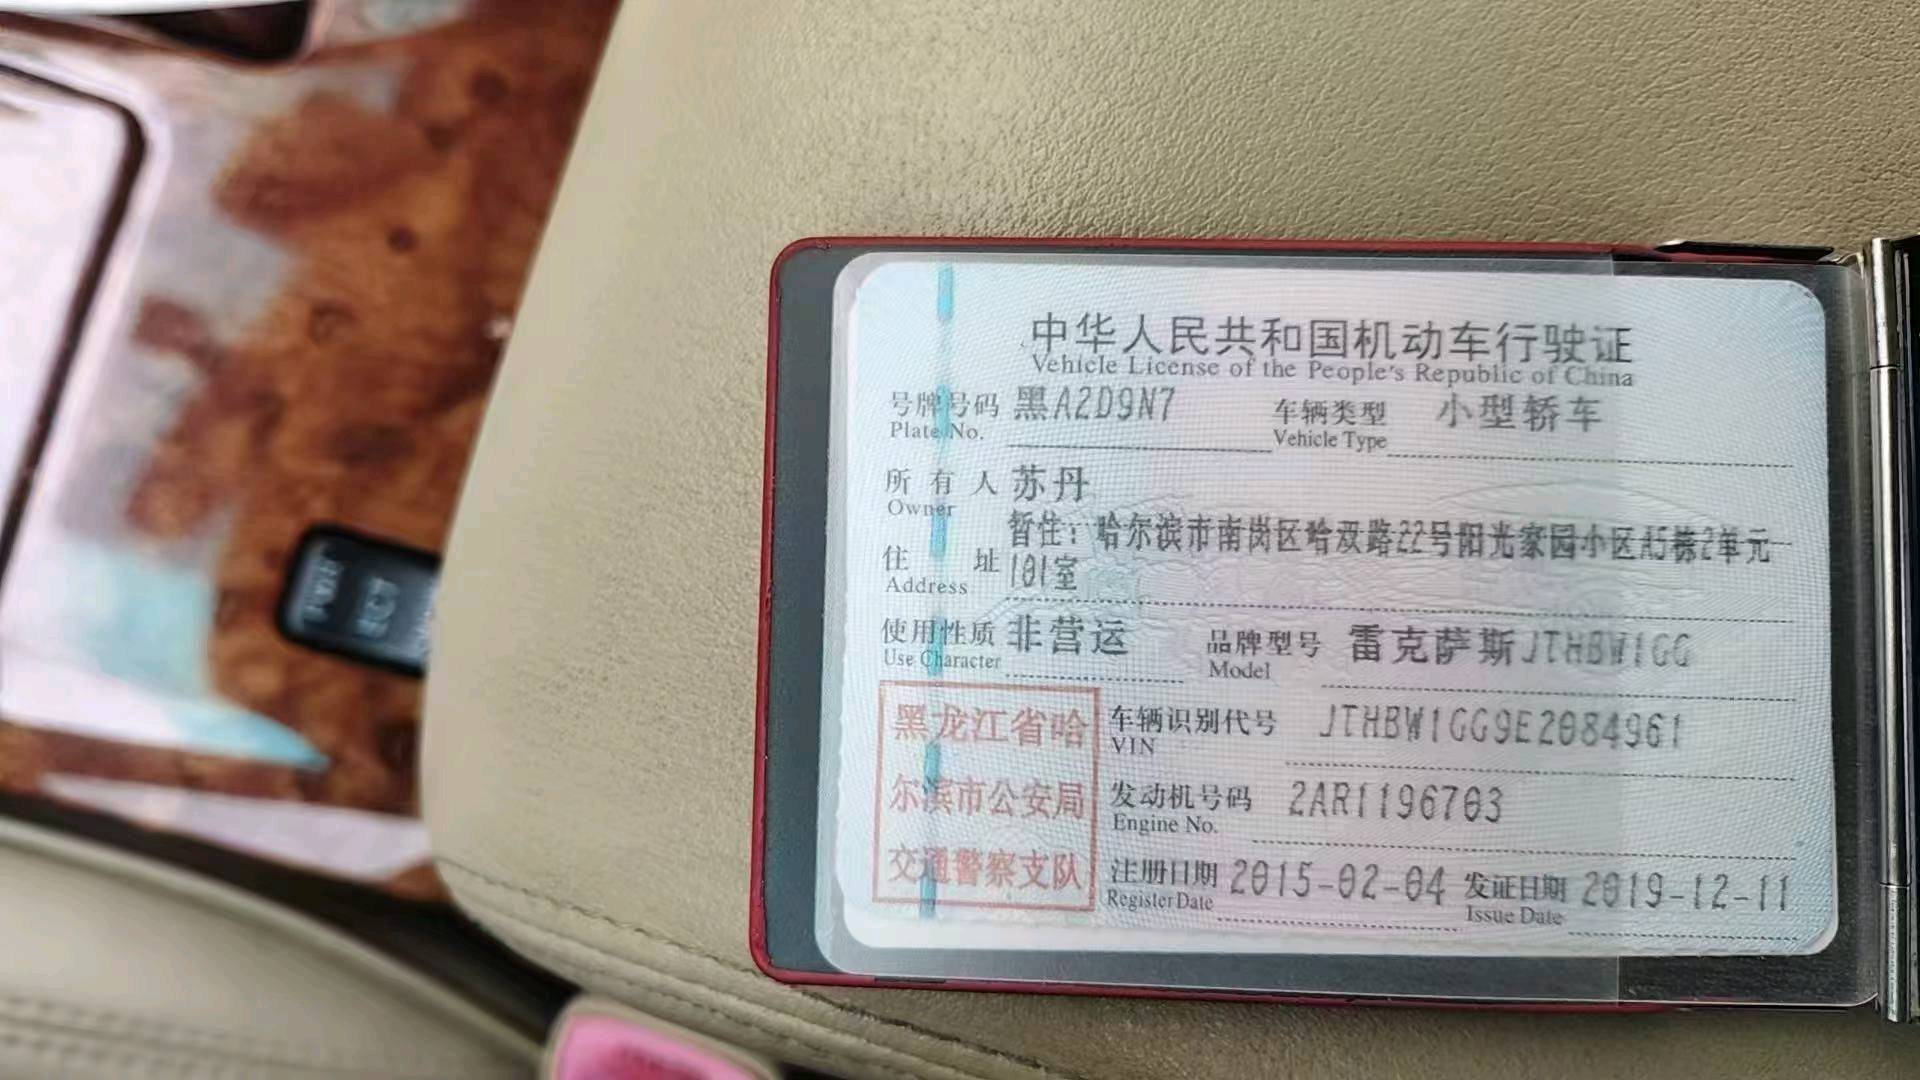 中华人民共和国机动车行驶证
Vehicle License of the People's Republic of China
号牌号码 黑A2D9N7 车辆类型 小型轿车
Plate No. Vehicle Type
所有人 苏丹
Owner
住址 暂住：哈尔滨市南岗区哈双路22号阳光家园小区A5栋2单元
Address 101室
使用性质 非营运 品牌型号 雷克萨斯JTHBW1GG
Use Character Model
黑龙江省哈
尔滨市公安局
交通警察支队
车辆识别代号 JTHBW1GG9E2084961
VIN
发动机号码 2AR1196703
Engine No.
注册日期 2015-02-04 发证日期 2019-12-11
Register Date Issue Date